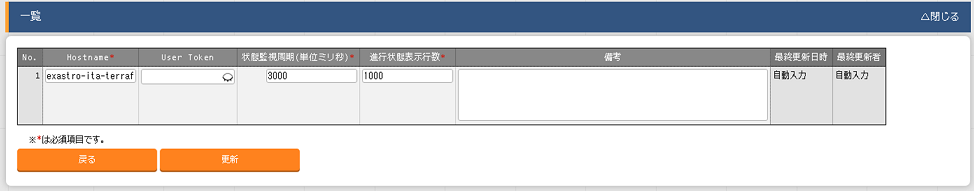 一覧 △閉じる
No. Hostname* User Token 状態監視周期(単位ミリ秒)* 進行状態表示行数* 備考 最終更新日時 最終更新者
1 exastro-ita-terraf 3000 1000 自動入力 自動入力
※*は必須項目です。
戻る 更新